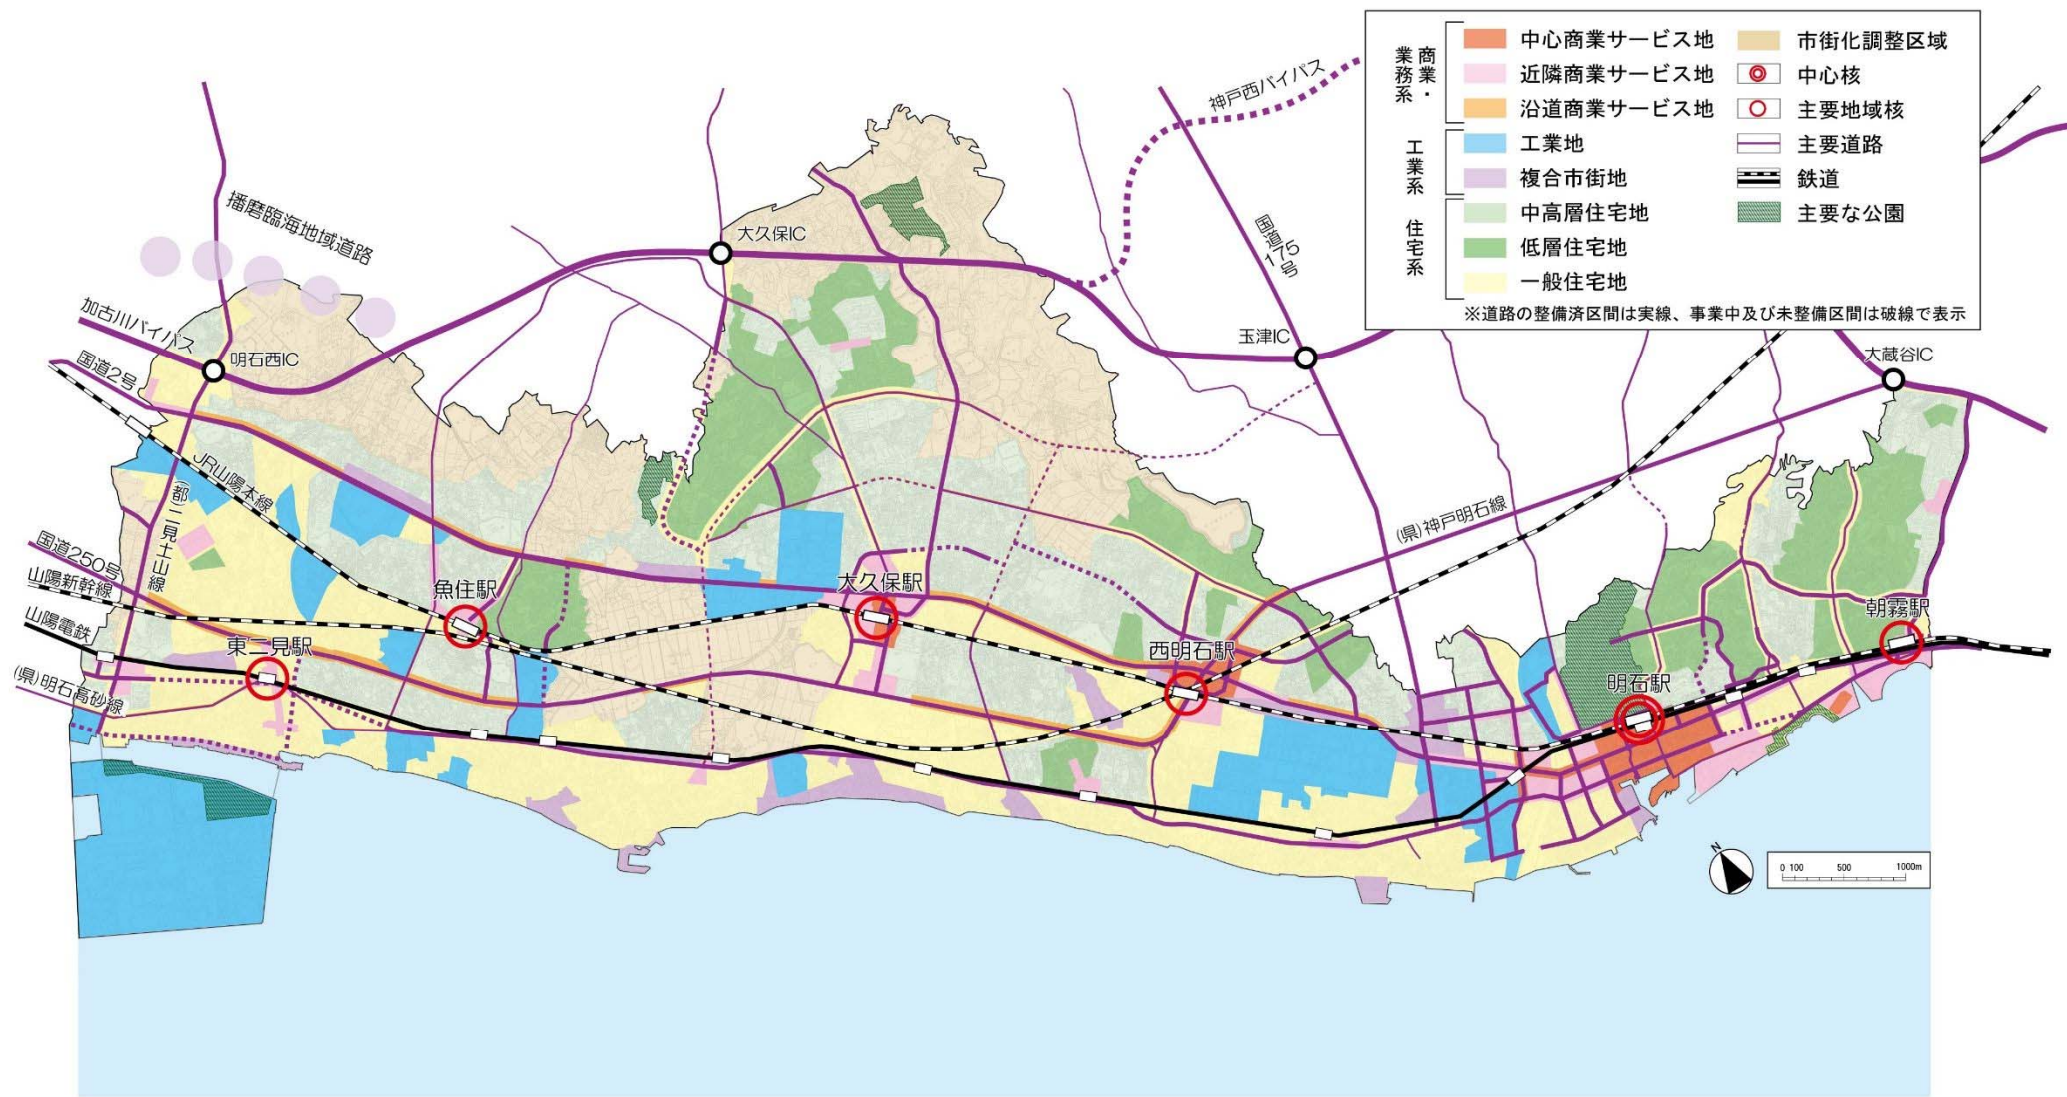 商業・
業務系
中心商業サービス地
近隣商業サービス地
沿道商業サービス地
工業系
工業地
複合市街地
住宅系
中高層住宅地
低層住宅地
一般住宅地
市街化調整区域
中心核
主要地域核
主要道路
鉄道
主要な公園
※道路の整備済区間は実線、事業中及び未整備区間は破線で表示
神戸西バイパス
播磨臨海地域道路
大久保IC
国道175号
加古川バイパス
明石西IC
玉津IC
大蔵谷IC
国道2号
JR山陽本線
(都)二見土山線
(県)神戸明石線
国道250号
山陽新幹線
魚住駅
大久保駅
朝霧駅
山陽電鉄
東二見駅
西明石駅
明石駅
(県)明石高砂線
N
0 100 500 1000m